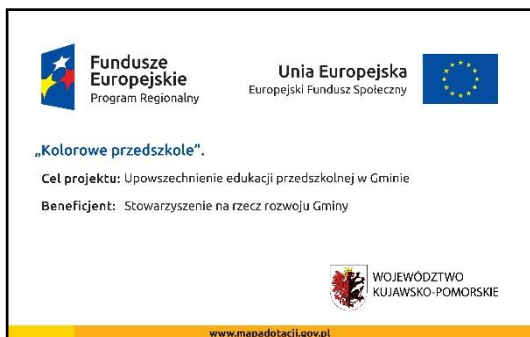 Fundusze
Europejskie
Program Regionalny
Unia Europejska
Europejski Fundusz Społeczny
„Kolorowe przedszkole”.
Cel projektu: Upowszechnienie edukacji przedszkolnej w Gminie
Beneficjent: Stowarzyszenie na rzecz rozwoju Gminy
WOJEWÓDZTWO
KUJAWSKO-POMORSKIE
www.mapadotacji.gov.pl